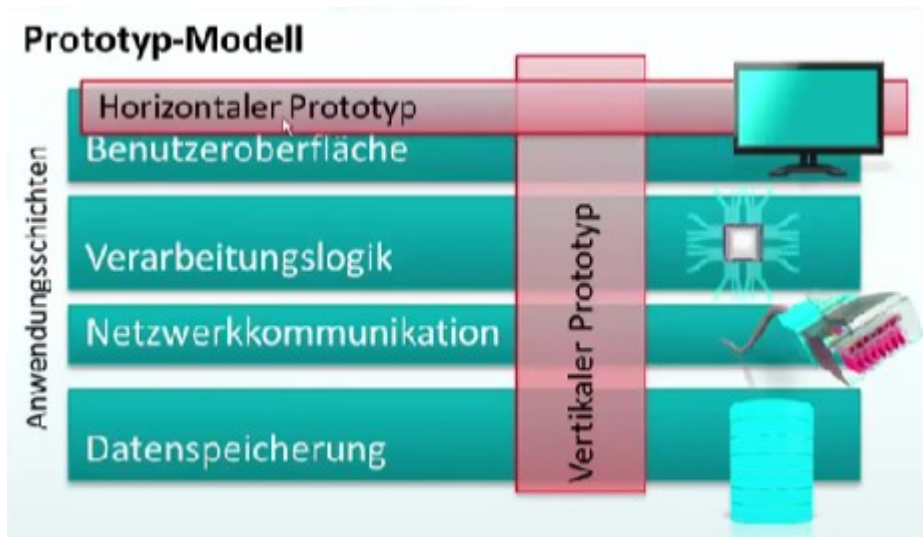 Prototyp-Modell
Horizontaler Prototyp
Benutzeroberfläche
Verarbeitungslogik
Netzwerkkommunikation
Datenspeicherung
Anwendungsschichten
Vertikaler Prototyp